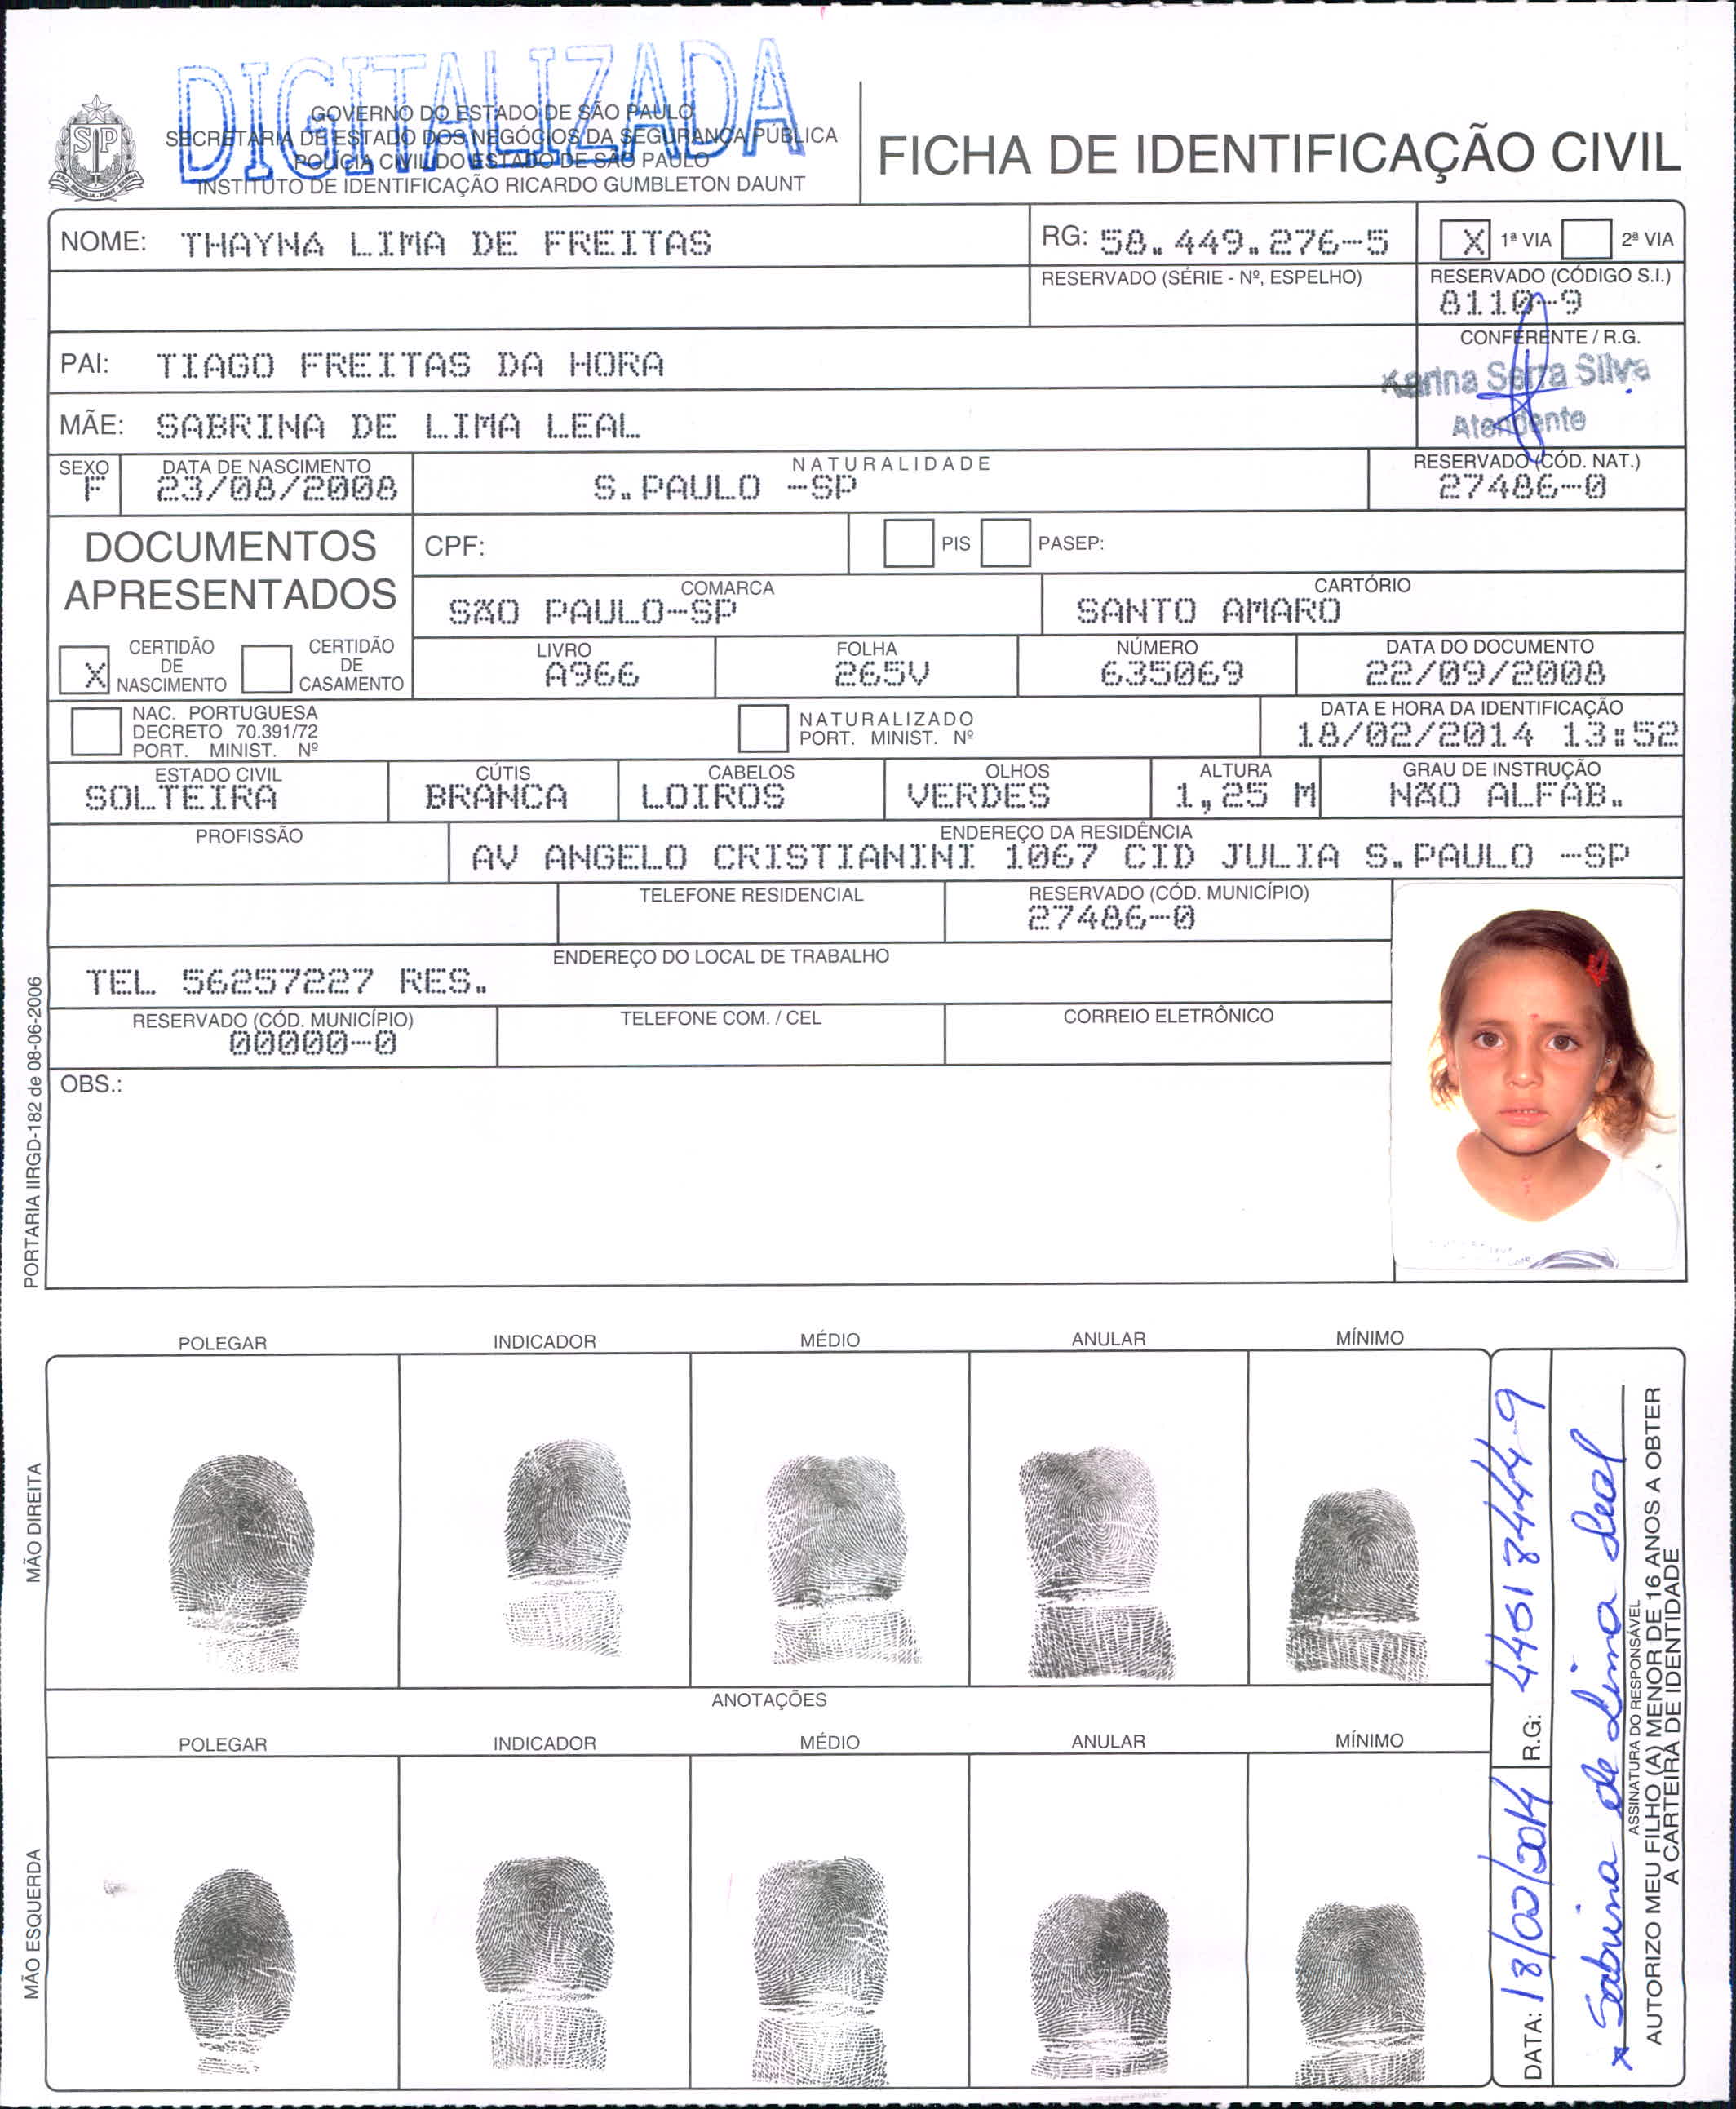 DIGITALIZADA
GOVERNO DO ESTADO DE SÃO PAULO
SECRETARIA DE ESTADO DOS NEGÓCIOS DA SEGURANÇA PÚBLICA
POLÍCIA CIVIL DO ESTADO DE SÃO PAULO
INSTITUTO DE IDENTIFICAÇÃO RICARDO GUMBLETON DAUNT
FICHA DE IDENTIFICAÇÃO CIVIL
NOME: THAYNá LIMA DE FREITAS
RG: 58.449.276-5
X 1ª VIA 2ª VIA
RESERVADO (SÉRIE - Nº, ESPELHO)
RESERVADO (CÓDIGO S.I.)
8110-9
PAI: TIAGO FREITAS DA HORA
CONFERENTE / R.G.
Karina Serra Silva
Atendente
MÃE: SABRINA DE LIMA LEAL
SEXO
F
DATA DE NASCIMENTO
23/08/2008
NATURALIDADE
S.PAULO -SP
RESERVADO (CÓD. NAT.)
27486-0
DOCUMENTOS
APRESENTADOS
CPF:
PIS PASEP:
COMARCA
SãO PAULO-SP
CARTÓRIO
SANTO AMARO
X CERTIDÃO
DE
NASCIMENTO
CERTIDÃO
DE
CASAMENTO
LIVRO
A966
FOLHA
265V
NÚMERO
635069
DATA DO DOCUMENTO
22/09/2008
NAC. PORTUGUESA
DECRETO 70.391/72
PORT. MINIST. Nº
NATURALIZADO
PORT. MINIST. Nº
DATA E HORA DA IDENTIFICAÇÃO
18/02/2014 13:52
ESTADO CIVIL
SOLTEIRA
CÚTIS
BRANCA
CABELOS
LOIROS
OLHOS
VERDES
ALTURA
1,25 M
GRAU DE INSTRUÇÃO
NãO ALFAB.
PROFISSÃO
ENDEREÇO DA RESIDÊNCIA
AV ANGELO CRISTIANINI 1067 CID JULIA S.PAULO -SP
TELEFONE RESIDENCIAL
RESERVADO (CÓD. MUNICÍPIO)
27486-0
ENDEREÇO DO LOCAL DE TRABALHO
TEL 56257227 RES.
RESERVADO (CÓD. MUNICÍPIO)
00000-0
TELEFONE COM. / CEL
CORREIO ELETRÔNICO
OBS.:
PORTARIA IIRGD-182 de 08-06-2006
POLEGAR INDICADOR MÉDIO ANULAR MÍNIMO
MÃO DIREITA
ANOTAÇÕES
POLEGAR INDICADOR MÉDIO ANULAR MÍNIMO
MÃO ESQUERDA
DATA: 18/02/2014 R.G:
x Sabrina de Lima Leal
ASSINATURA DO RESPONSÁVEL
AUTORIZO MEU FILHO (A) MENOR DE 16 ANOS A OBTER
A CARTEIRA DE IDENTIDADE